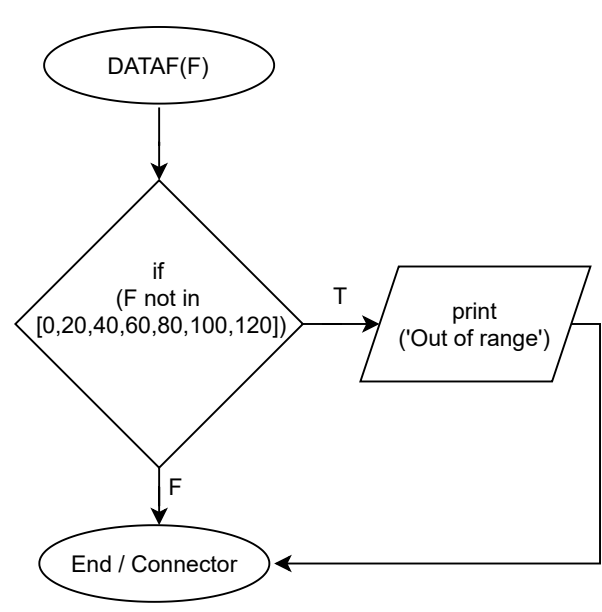 DATAF(F)
if
(F not in
[0,20,40,60,80,100,120])
T
print
('Out of range')
F
End / Connector